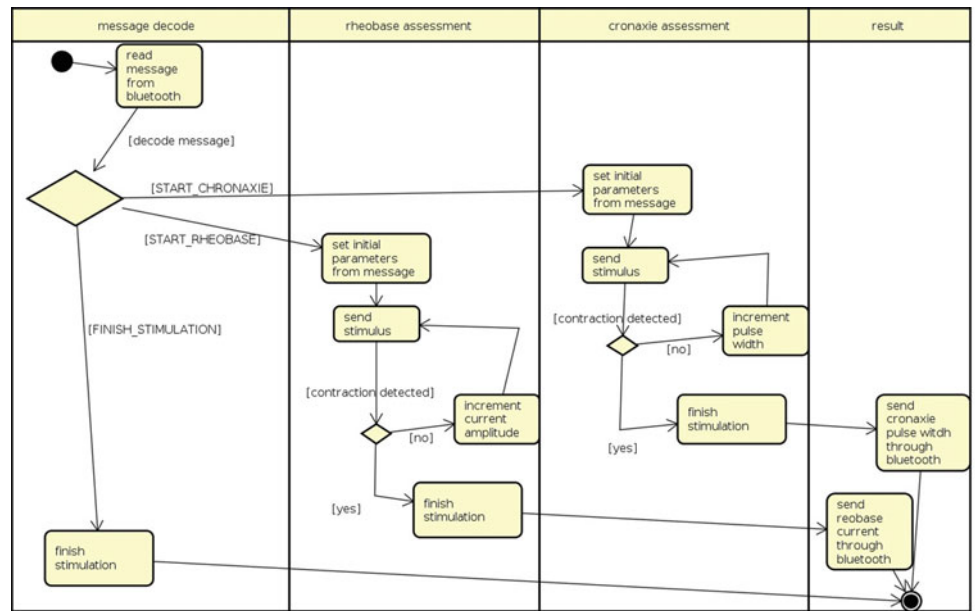 message decode
rheobase assessment
cronaxie assessment
result
read
message
from
bluetooth
[decode message]
[START_CHRONAXIE]
[START_RHEOBASE]
[FINISH_STIMULATION]
finish
stimulation
set initial
parameters
from message
send
stimulus
[contraction detected]
[no]
increment
current
amplitude
[yes]
finish
stimulation
set initial
parameters
from message
send
stimulus
[contraction detected]
[no]
increment
pulse
width
[yes]
finish
stimulation
send
cronaxie
pulse witdh
through
bluetooth
send
reobase
current
through
bluetooth